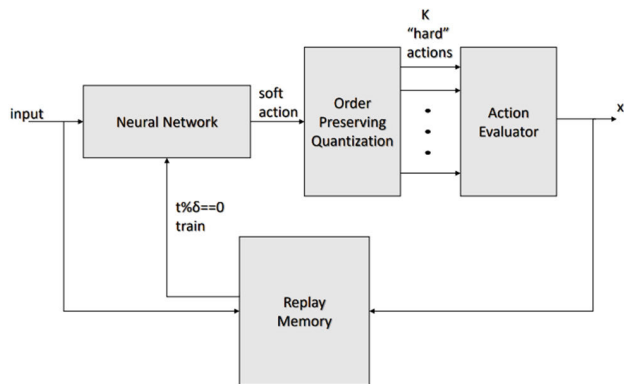 K
“hard”
actions
input
Neural Network
soft
action
Order
Preserving
Quantization
Action
Evaluator
x
t%δ==0
train
Replay
Memory